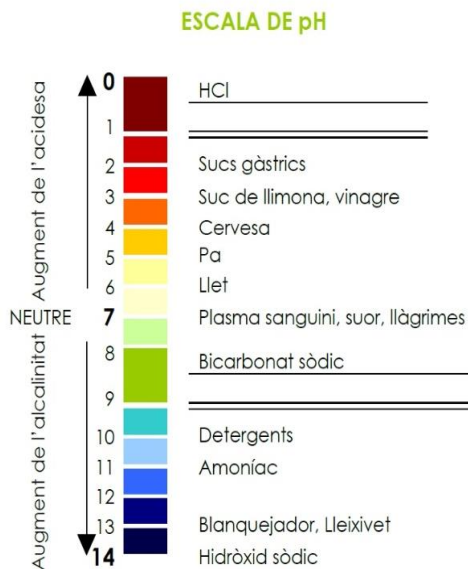 ESCALA DE pH
Augment de l'acidesa
NEUTRE
Augment de l'alcalinitat
0
1
2
3
4
5
6
7
8
9
10
11
12
13
14
HCl
Sucs gàstrics
Suc de llimona, vinagre
Cervesa
Pa
Llet
Plasma sanguini, suor, llàgrimes
Bicarbonat sòdic
Detergents
Amoníac
Blanquejador, Lleixivet
Hidròxid sòdic